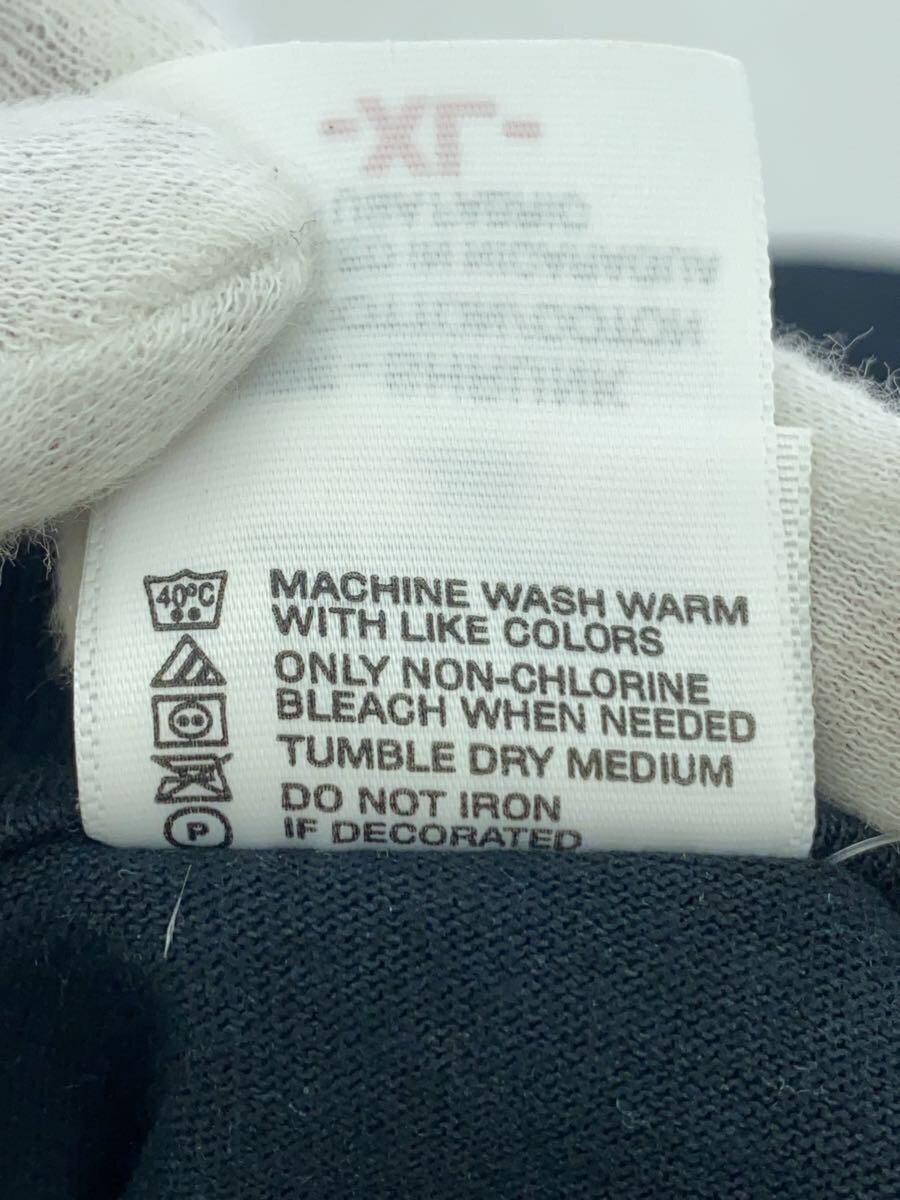 -XL-
40°C
MACHINE WASH WARM
WITH LIKE COLORS
ONLY NON-CHLORINE
BLEACH WHEN NEEDED
TUMBLE DRY MEDIUM
DO NOT IRON
IF DECORATED
P